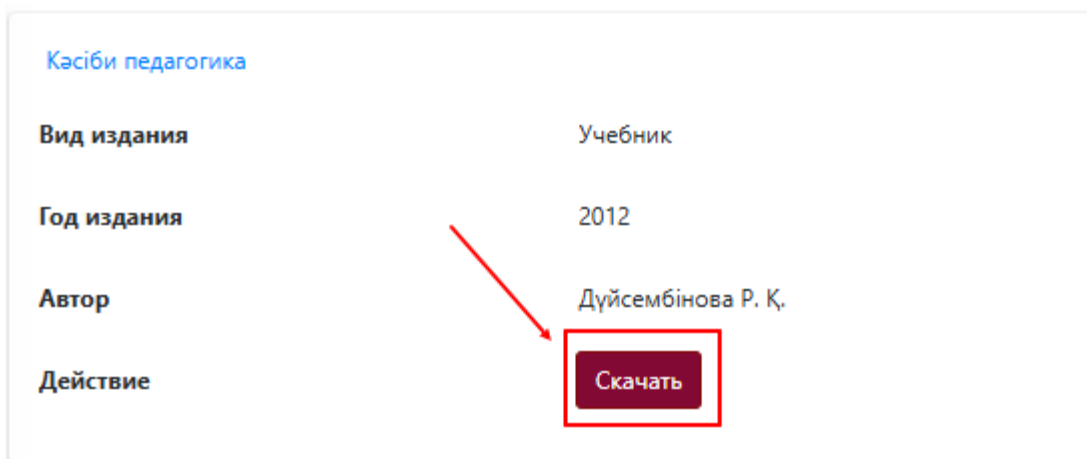 Кәсіби педагогика
Вид издания Учебник
Год издания 2012
Автор Дүйсембінова Р. Қ.
Действие Скачать